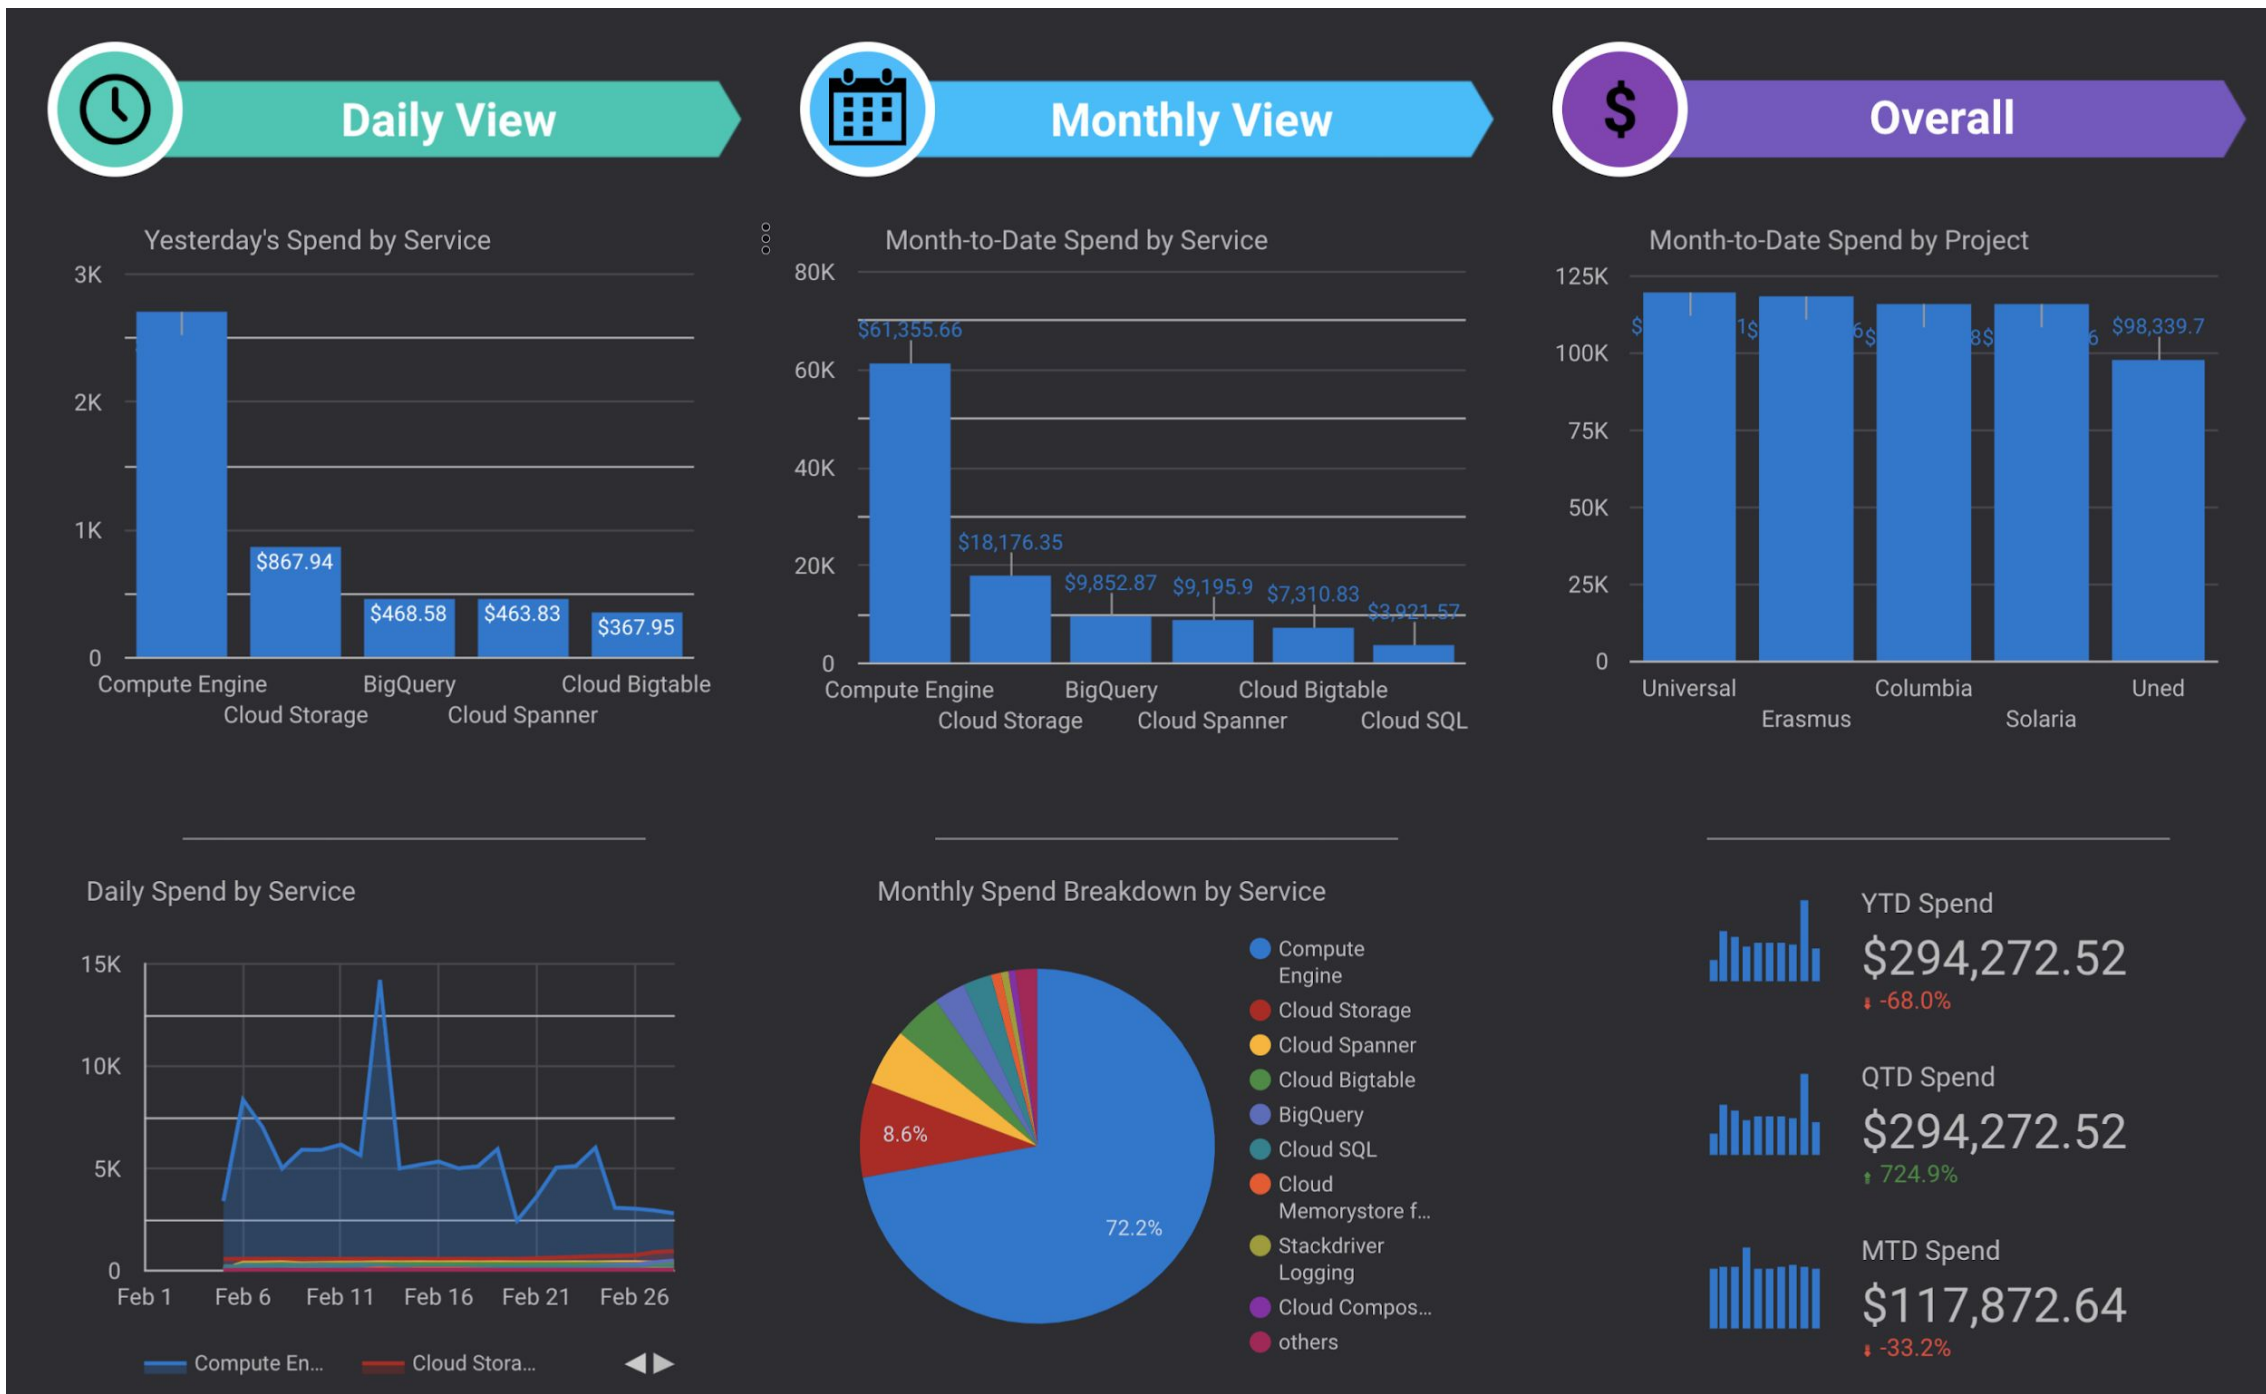 Daily View
Monthly View
$
Overall
Yesterday's Spend by Service
3K
2K
1K
0
$867.94
$468.58
$463.83
$367.95
Compute Engine
BigQuery
Cloud Bigtable
Cloud Storage
Cloud Spanner
Month-to-Date Spend by Service
80K
60K
40K
20K
0
$61,355.66
$18,176.35
$9,852.87
$9,195.9
$7,310.83
$3,921.57
Compute Engine
BigQuery
Cloud Bigtable
Cloud Storage
Cloud Spanner
Cloud SQL
Month-to-Date Spend by Project
125K
100K
75K
50K
25K
0
$98,339.7
Universal
Columbia
Uned
Erasmus
Solaria
Daily Spend by Service
15K
10K
5K
0
Feb 1
Feb 6
Feb 11
Feb 16
Feb 21
Feb 26
Compute En...
Cloud Stora...
Monthly Spend Breakdown by Service
8.6%
72.2%
Compute
Engine
Cloud Storage
Cloud Spanner
Cloud Bigtable
BigQuery
Cloud SQL
Cloud
Memorystore f...
Stackdriver
Logging
Cloud Compos...
others
YTD Spend
$294,272.52
-68.0%
QTD Spend
$294,272.52
724.9%
MTD Spend
$117,872.64
-33.2%